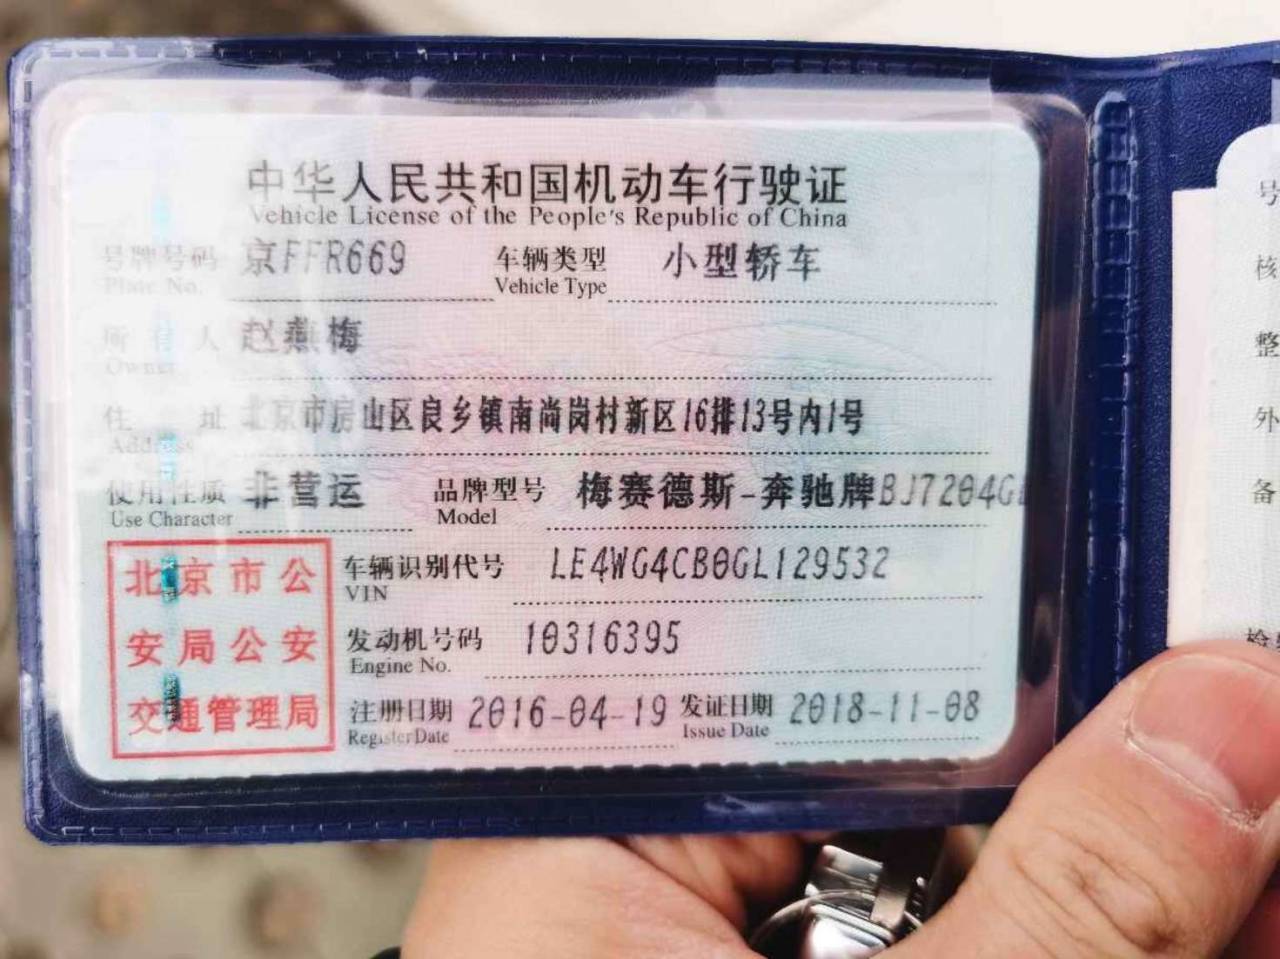 中华人民共和国机动车行驶证
Vehicle License of the People's Republic of China
号牌号码 京FFR669 车辆类型 小型轿车
Plate No. Vehicle Type
所有人 赵燕梅
Owner
住址 北京市房山区良乡镇南尚岗村新区16排13号内1号
Address
使用性质 非营运 品牌型号 梅赛德斯-奔驰牌BJ7204G
Use Character Model
北京市公
安局公安
交通管理局
车辆识别代号 LE4WG4CB0GL129532
VIN
发动机号码 10316395
Engine No.
注册日期 2016-04-19 发证日期 2018-11-08
Register Date Issue Date
号
核
整
外
备